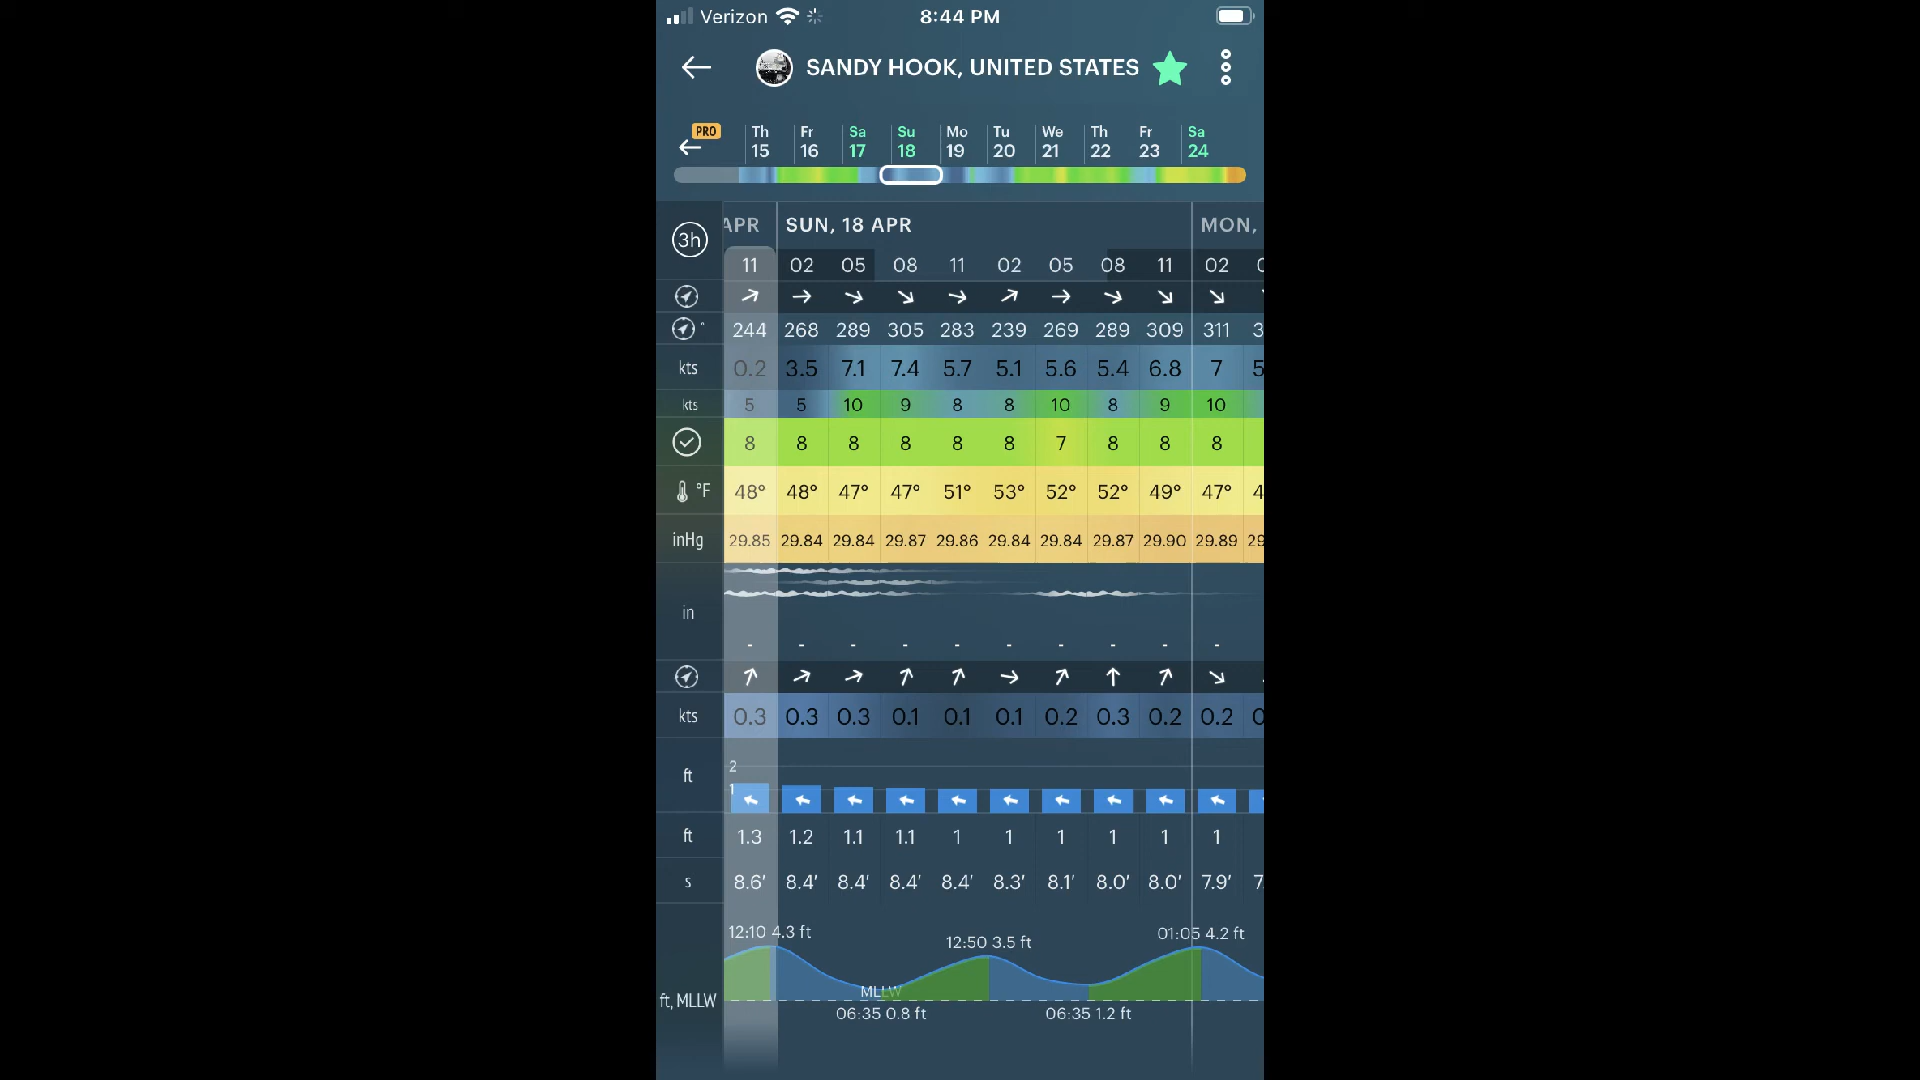 Verizon 8:44 PM
SANDY HOOK, UNITED STATES
PRO Th Fr Sa Su Mo Tu We Th Fr Sa
15 16 17 18 19 20 21 22 23 24
APR SUN, 18 APR MON,
3h
11 02 05 08 11 02 05 08 11 02
244 268 289 305 283 239 269 289 309 311 3
kts 0.2 3.5 7.1 7.4 5.7 5.1 5.6 5.4 6.8 7 5
kts 5 5 10 9 8 8 10 8 9 10
8 8 8 8 8 8 7 8 8 8
°F 48° 48° 47° 47° 51° 53° 52° 52° 49° 47° 4
inHg 29.85 29.84 29.84 29.87 29.86 29.84 29.84 29.87 29.90 29.89 29
in
- - - - - - - - - -
kts 0.3 0.3 0.3 0.1 0.1 0.1 0.2 0.3 0.2 0.2 0
2
ft
1
ft 1.3 1.2 1.1 1.1 1 1 1 1 1 1
s 8.6' 8.4' 8.4' 8.4' 8.4' 8.3' 8.1' 8.0' 8.0' 7.9' 7.
12:10 4.3 ft 12:50 3.5 ft 01:05 4.2 ft
MLLW
ft, MLLW
06:35 0.8 ft 06:35 1.2 ft